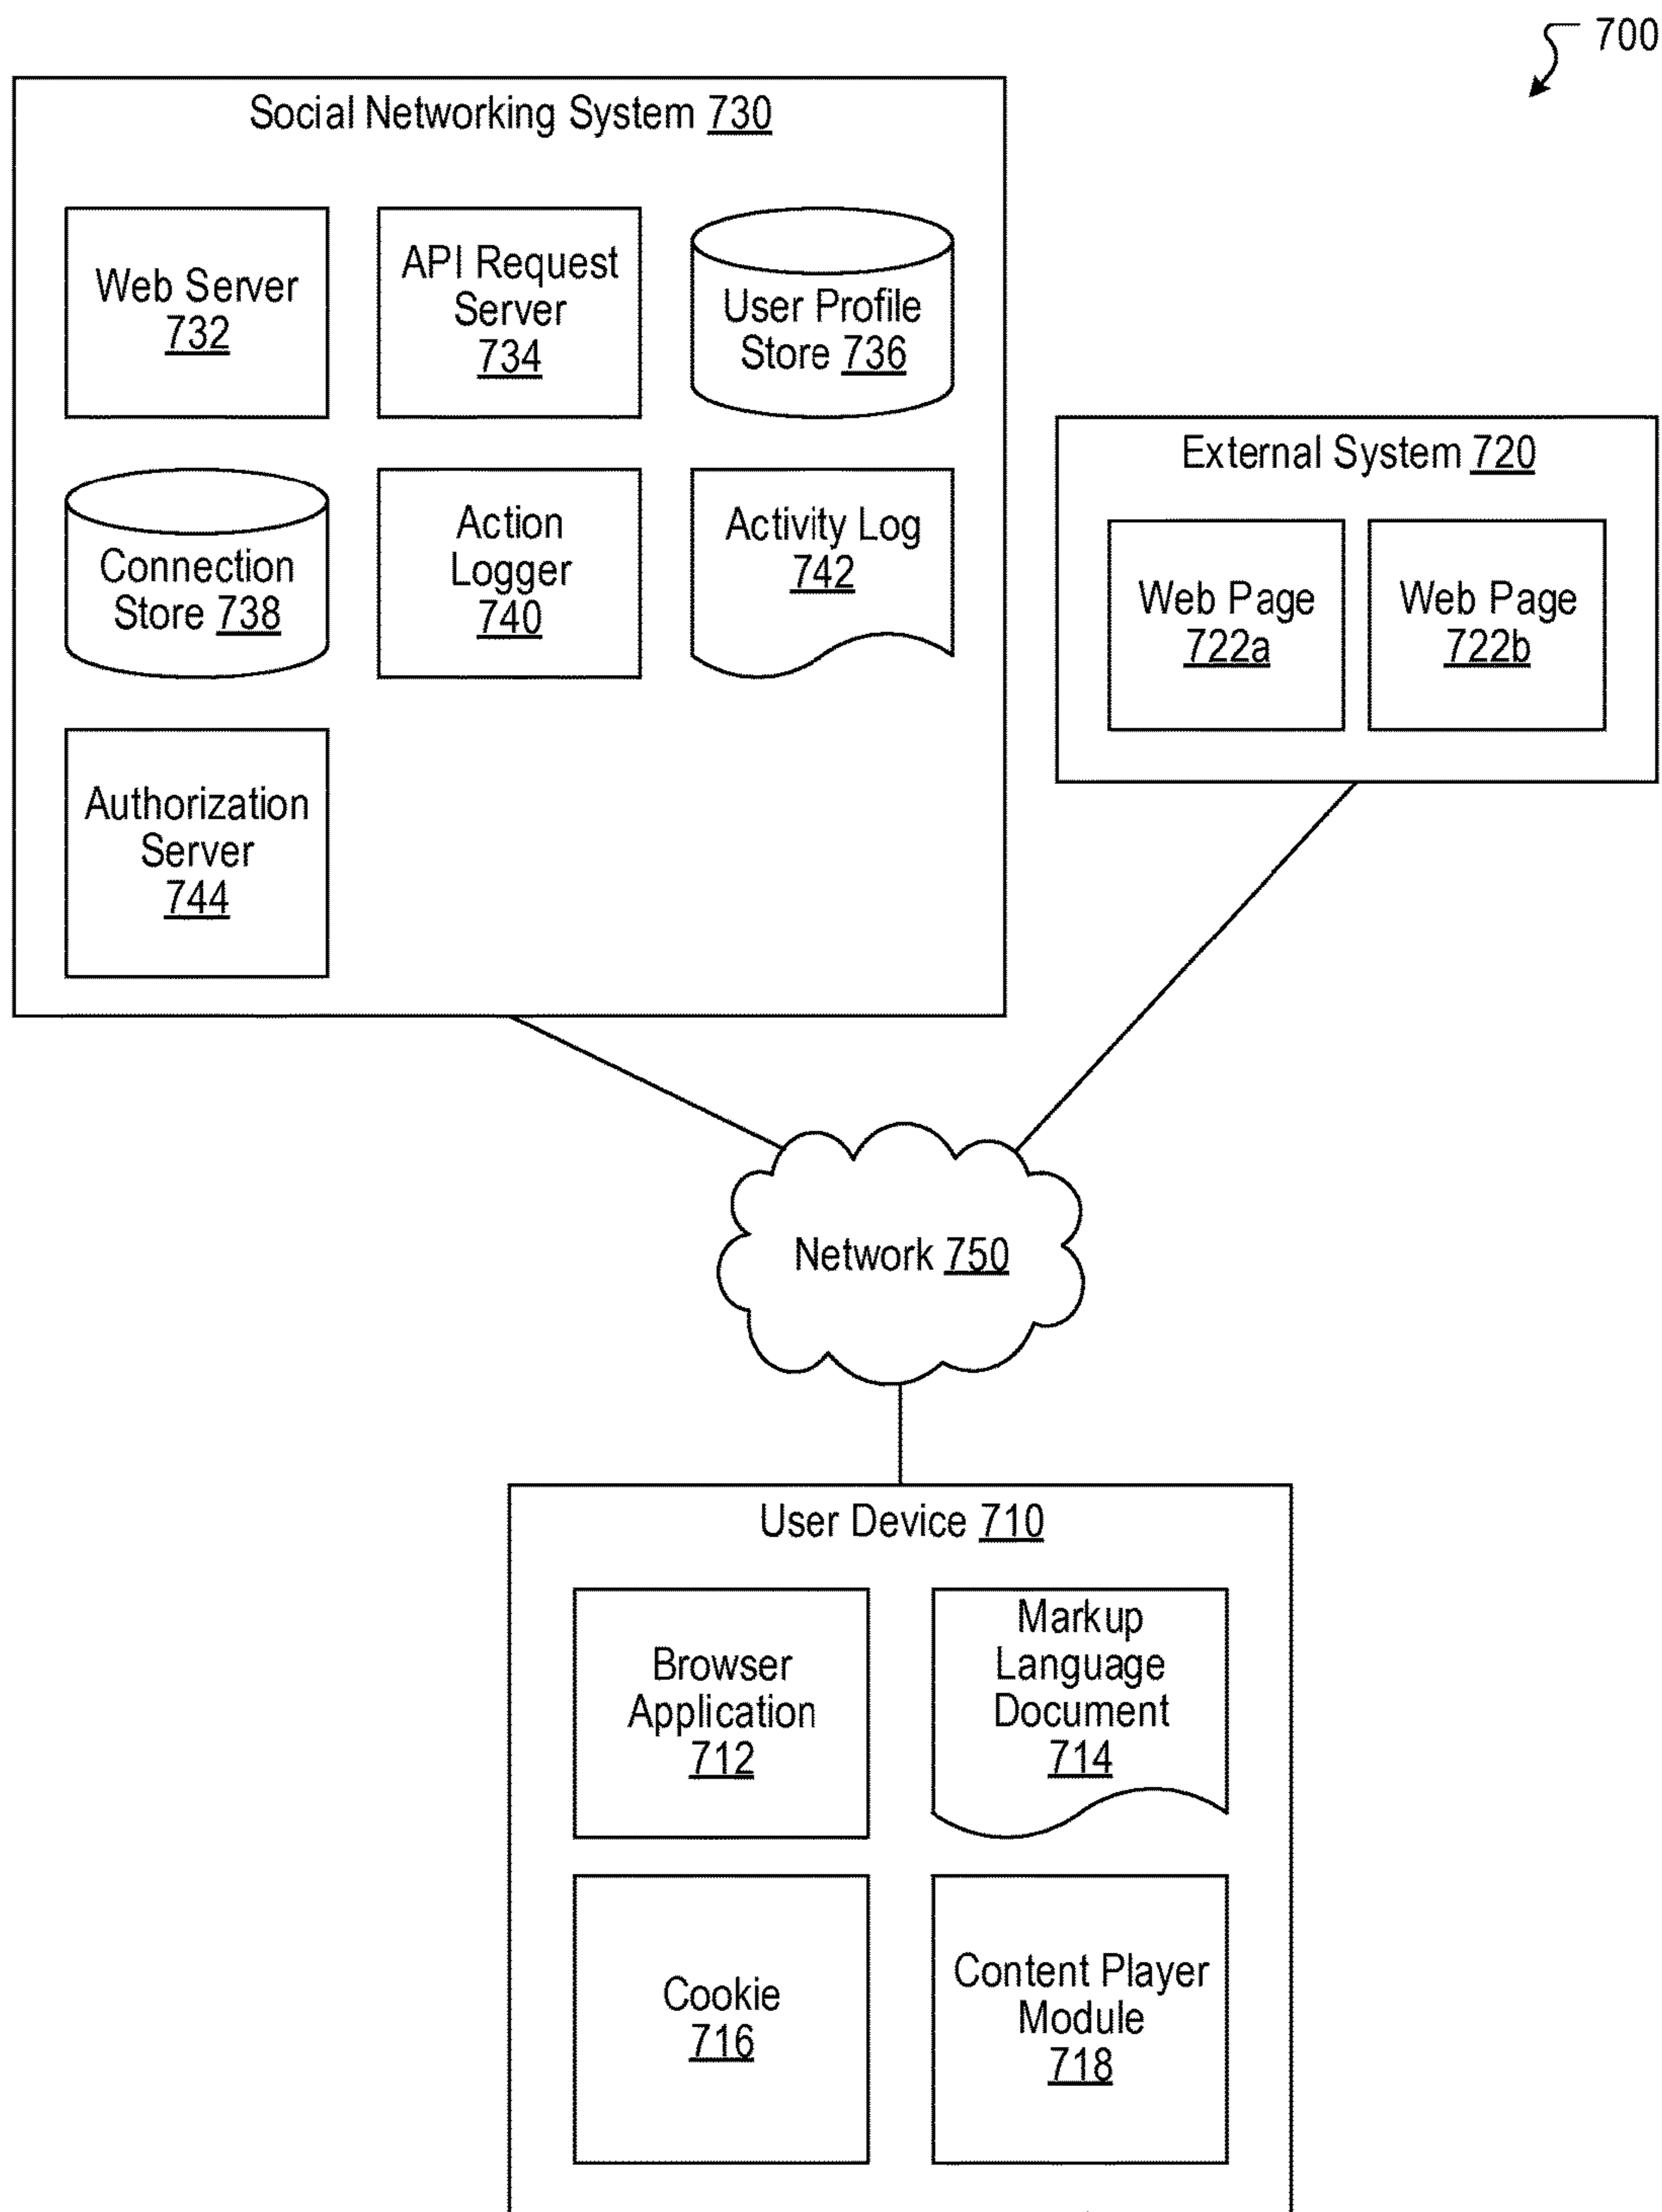 700
Social Networking System 730
Web Server
732
API Request
Server
734
User Profile
Store 736
Connection
Store 738
Action
Logger
740
Activity Log
742
Authorization
Server
744
External System 720
Web Page
722a
Web Page
722b
Network 750
User Device 710
Browser
Application
712
Markup
Language
Document
714
Cookie
716
Content Player
Module
718